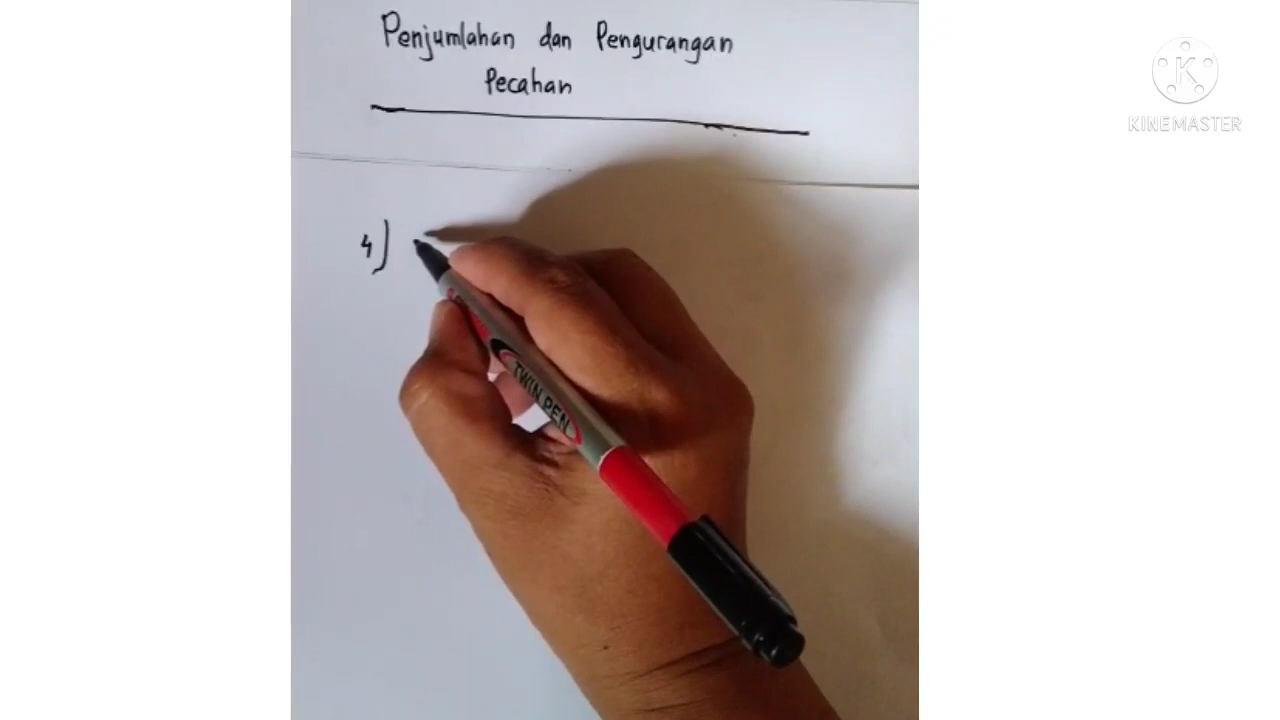 Penjumlahan dan Pengurangan
Pecahan
K
KINEMASTER
4)
TWIN PEN